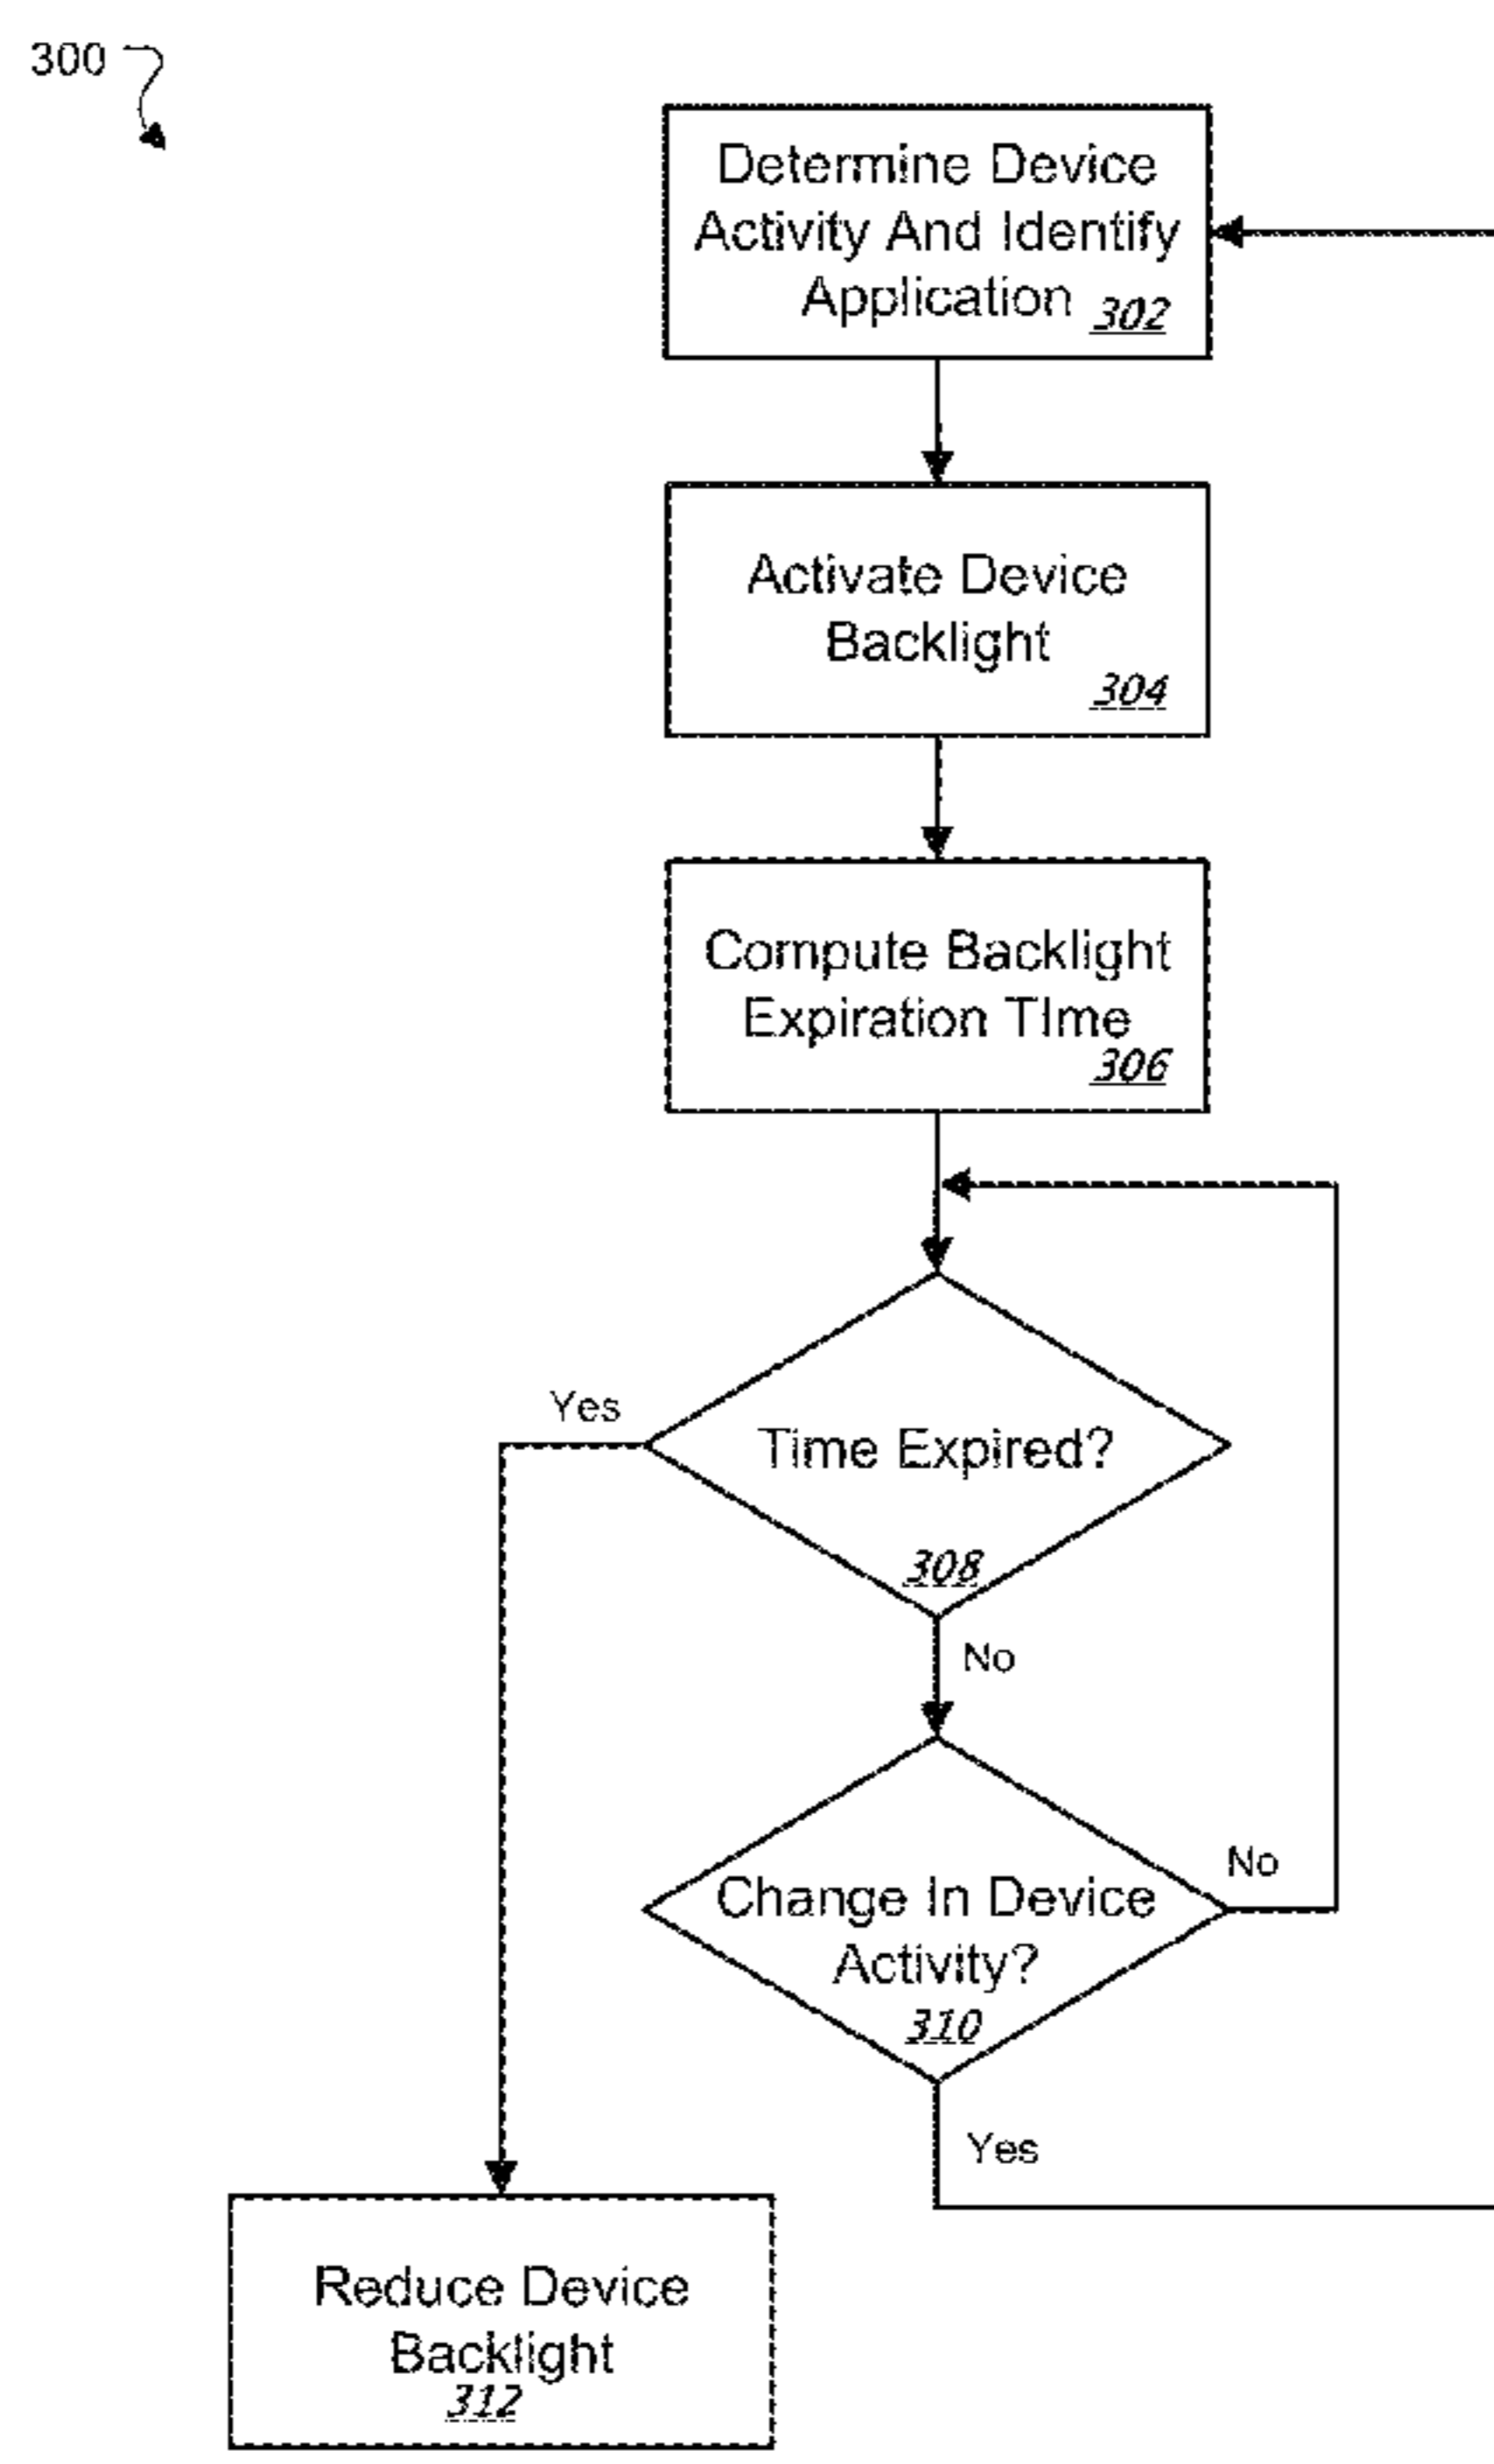 300
Determine Device
Activity And Identify
Application 302
Activate Device
Backlight
304
Compute Backlight
Expiration TIme
306
Yes
Time Expired?
308
No
No
Change In Device
Activity?
310
Yes
Reduce Device
Backlight
312